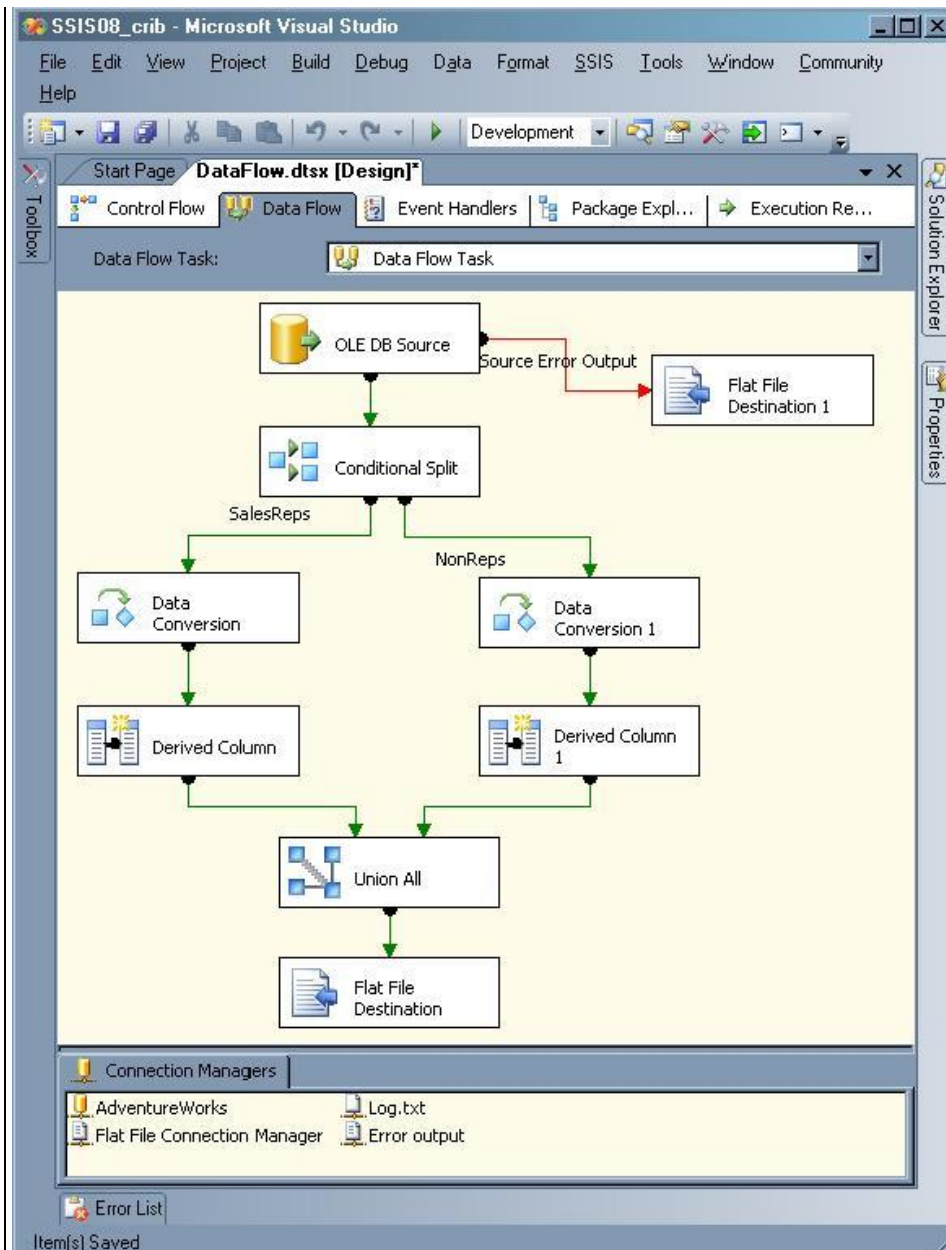 SSIS08_crib - Microsoft Visual Studio
File Edit View Project Build Debug Data Format SSIS Tools Window Community
Help
Development
Toolbox
Start Page DataFlow.dtsx [Design]*
Control Flow Data Flow Event Handlers Package Expl... Execution Re...
Data Flow Task: Data Flow Task
Solution Explorer
Properties
OLE DB Source
Source Error Output
Flat File
Destination 1
Conditional Split
SalesReps
NonReps
Data
Conversion
Data
Conversion 1
Derived Column
Derived Column
1
Union All
Flat File
Destination
Connection Managers
AdventureWorks Log.txt
Flat File Connection Manager Error output
Error List
Item(s) Saved